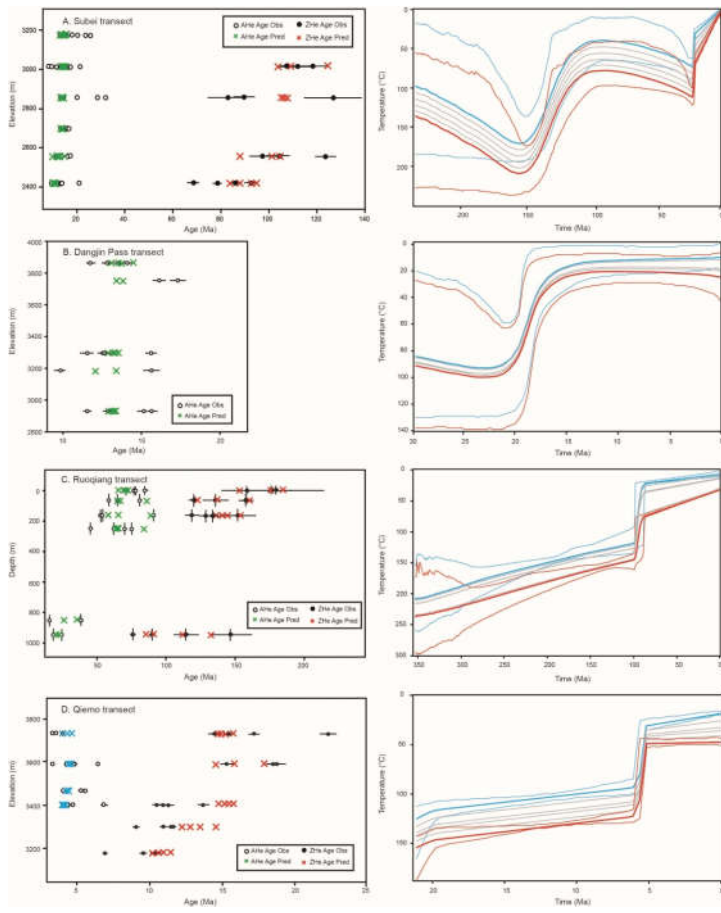 A. Subei transect
AHe Age Obs
ZHe Age Obs
AHe Age Pred
ZHe Age Pred
3200
3000
2800
2600
2400
Elevation (m)
20
40
60
80
100
120
140
Age (Ma)
0
50
100
150
200
Temperature (°C)
200
150
100
50
0
Time (Ma)
B. Dangjin Pass transect
AHe Age Obs
AHe Age Pred
4000
3800
3600
3200
2800
Elevation (m)
10
15
20
Age (Ma)
0
20
40
60
80
100
120
140
Temperature (°C)
30
25
20
15
10
5
0
Time (Ma)
C. Ruoqiang transect
AHe Age Obs
ZHe Age Obs
AHe Age Pred
ZHe Age Pred
0
200
400
600
800
1000
Depth (m)
50
100
150
200
Age (Ma)
0
50
100
150
200
250
300
Temperature (°C)
350
300
250
200
150
100
50
0
Time (Ma)
D. Qiemo transect
AHe Age Obs
ZHe Age Obs
AHe Age Pred
ZHe Age Pred
3800
3600
3400
3200
Elevation (m)
5
10
15
20
25
Age (Ma)
0
50
100
150
Temperature (°C)
20
15
10
5
0
Time (Ma)